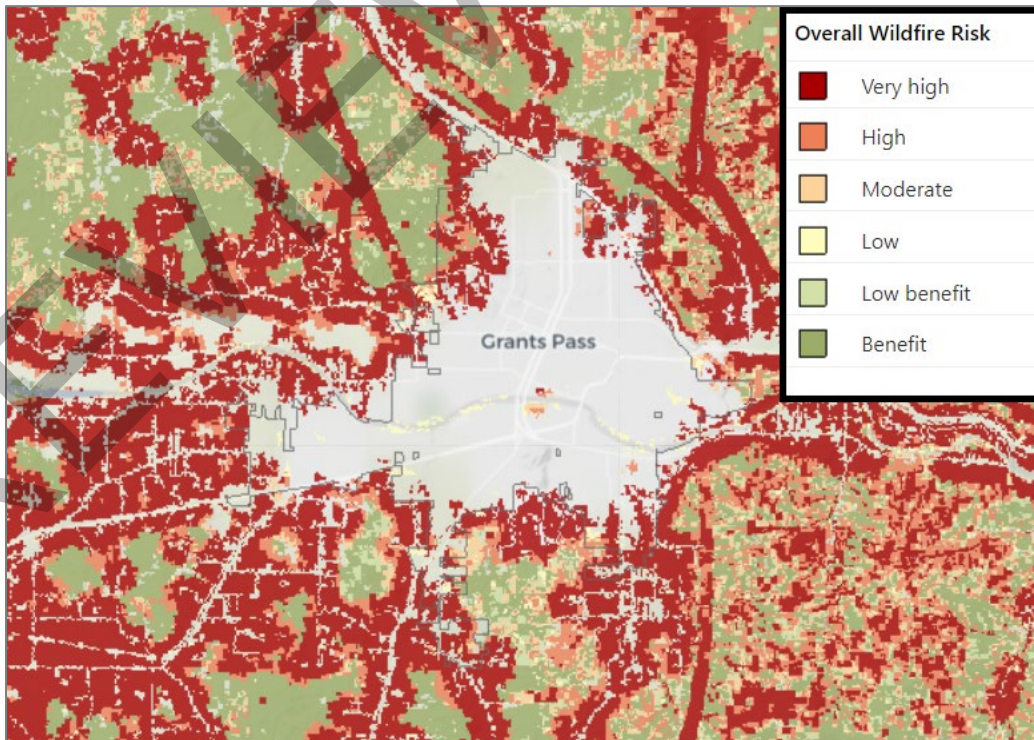 Overall Wildfire Risk
Very high
High
Moderate
Low
Low benefit
Benefit
Grants Pass